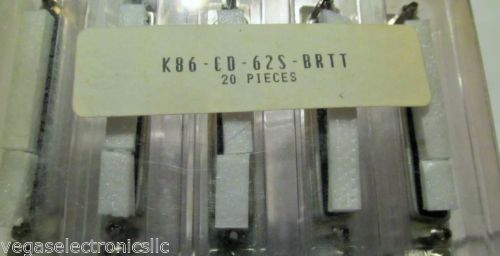 K86-CD-62S-BRTT
20 PIECES
vegaselectronicsllc